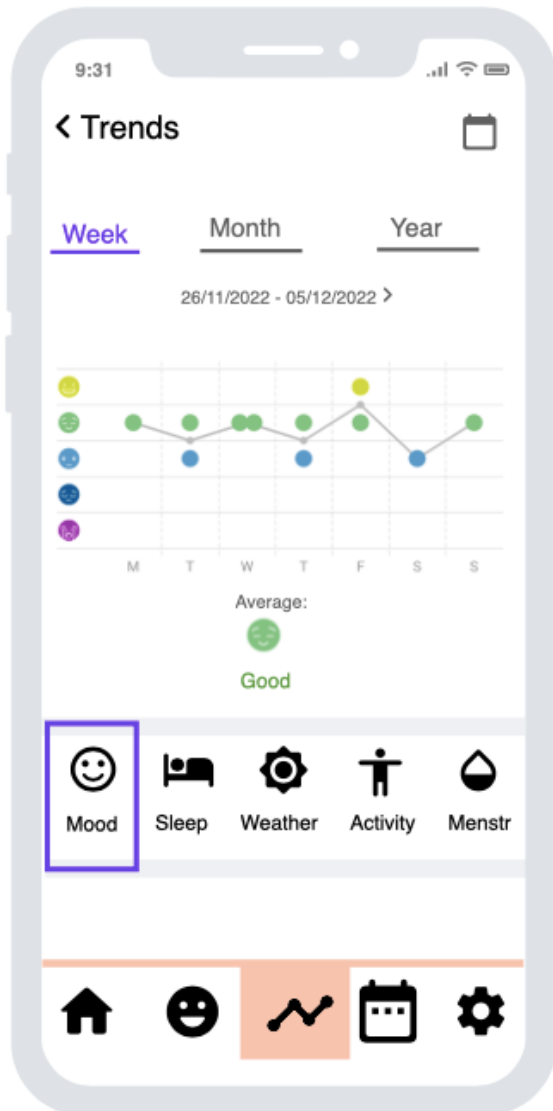 9:31
Trends
Week Month Year
26/11/2022 - 05/12/2022
M T W T F S S
Average:
Good
Mood Sleep Weather Activity Menstr